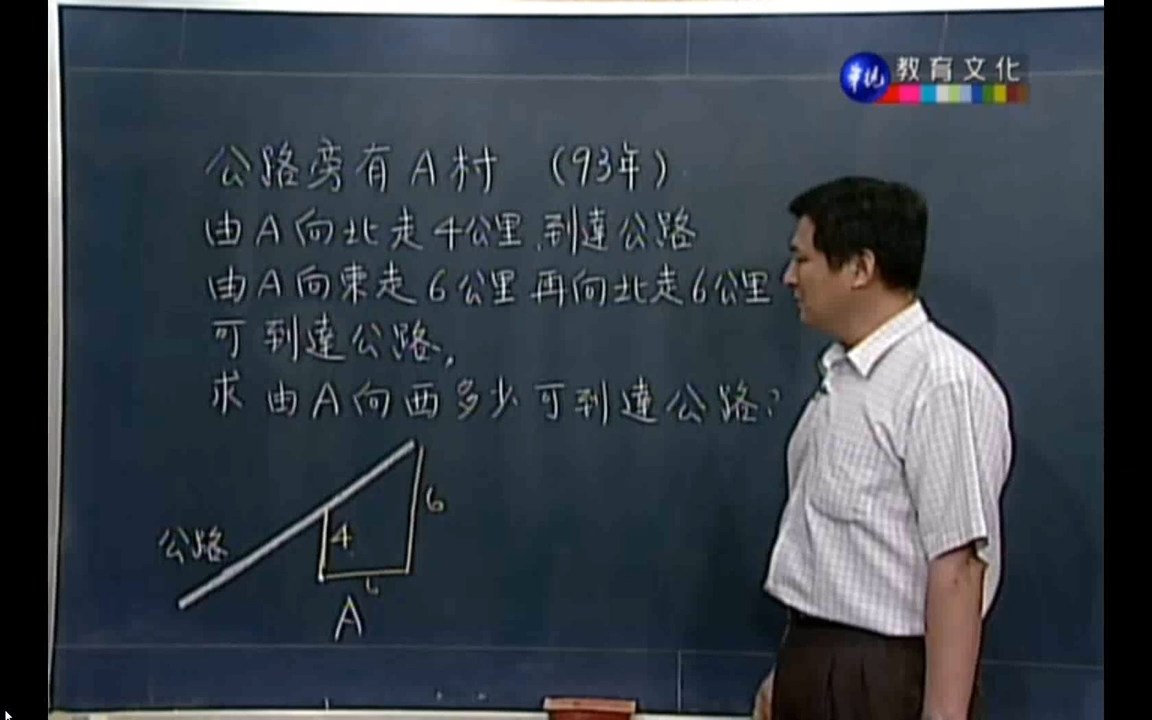 華視 教育文化
公路旁有A村 (93年)
由A向北走4公里,到達公路
由A向東走6公里再向北走6公里
可到達公路,
求由A向西多少可到達公路?
6
公路
4
6
A